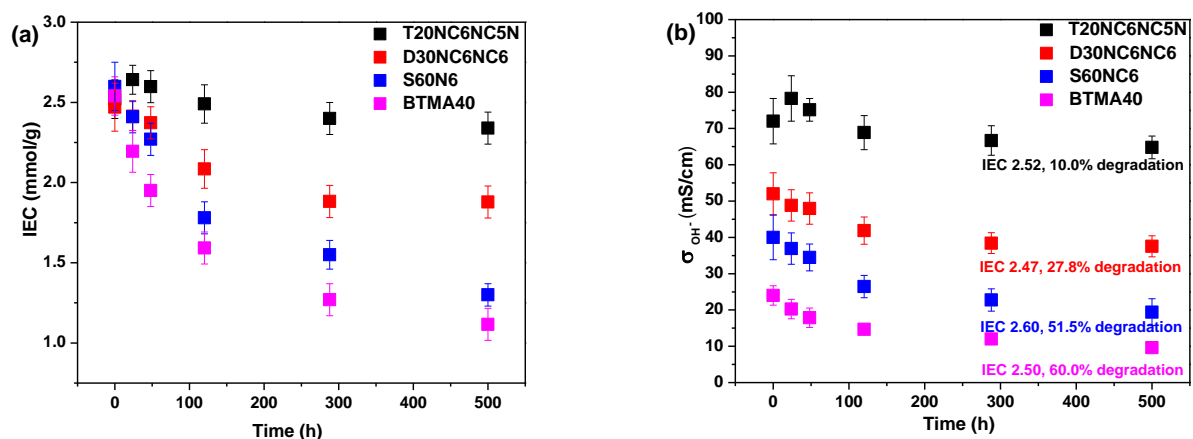 (a)
T20NC6NC5N
D30NC6NC6
S60N6
BTMA40
3.0
2.5
2.0
1.5
1.0
IEC (mmol/g)
0 100 200 300 400 500
Time (h)
(b)
T20NC6NC5N
D30NC6NC6
S60NC6
BTMA40
100
90
80
70
60
50
40
30
20
10
0
σ OH- (mS/cm)
IEC 2.52, 10.0% degradation
IEC 2.47, 27.8% degradation
IEC 2.60, 51.5% degradation
IEC 2.50, 60.0% degradation
0 100 200 300 400 500
Time (h)